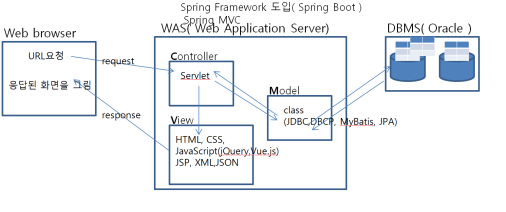 Spring Framework 도입( Spring Boot )
Spring MVC
Web browser
WAS( Web Application Server)
DBMS( Oracle )
URL요청
request
Controller
Servlet
응답된 화면을 그림
Model
class
(JDBC,DBCP, MyBatis, JPA)
response
View
HTML, CSS,
JavaScript(jQuery,Vue.js)
JSP, XML,JSON